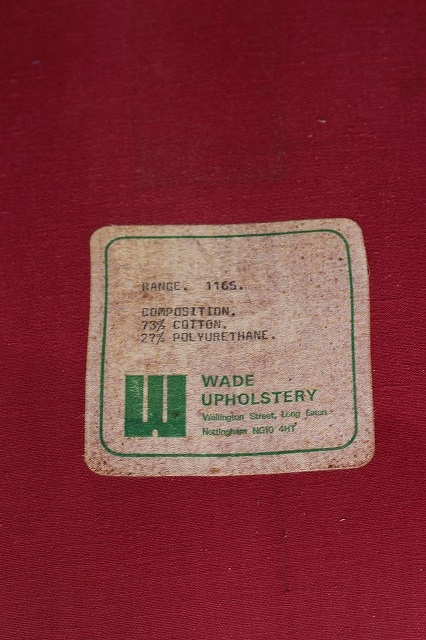 RANGE. 1165.
COMPOSITION.
73% COTTON.
27% POLYURETHANE.
WADE
UPHOLSTERY
Wellington Street, Long Eaton
Nottingham NG10 4HT